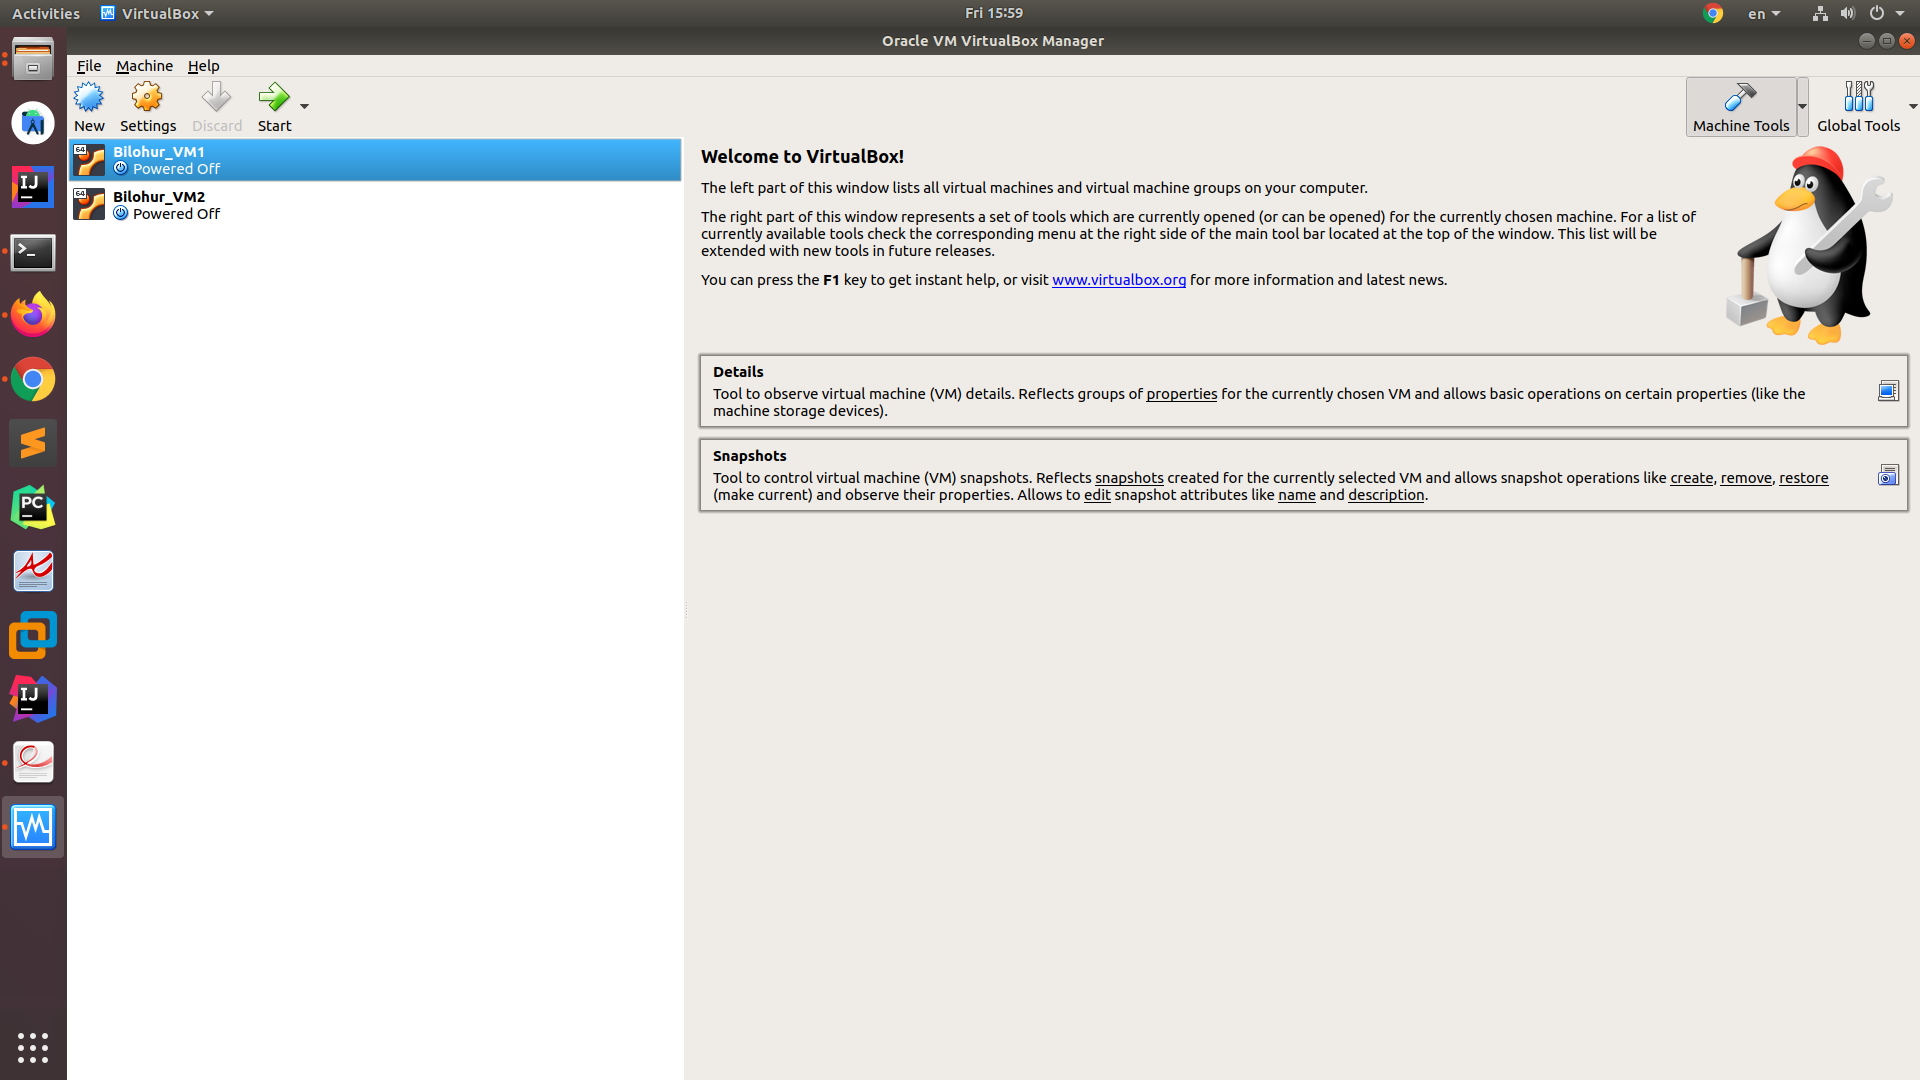 Activities VirtualBox Fri 15:59 en
Oracle VM VirtualBox Manager
File Machine Help
New Settings Discard Start Machine Tools Global Tools
64 Bilohur_VM1
Powered Off
64 Bilohur_VM2
Powered Off
Welcome to VirtualBox!
The left part of this window lists all virtual machines and virtual machine groups on your computer.
The right part of this window represents a set of tools which are currently opened (or can be opened) for the currently chosen machine. For a list of
currently available tools check the corresponding menu at the right side of the main tool bar located at the top of the window. This list will be
extended with new tools in future releases.
You can press the F1 key to get instant help, or visit www.virtualbox.org for more information and latest news.
Details
Tool to observe virtual machine (VM) details. Reflects groups of properties for the currently chosen VM and allows basic operations on certain properties (like the
machine storage devices).
Snapshots
Tool to control virtual machine (VM) snapshots. Reflects snapshots created for the currently selected VM and allows snapshot operations like create, remove, restore
(make current) and observe their properties. Allows to edit snapshot attributes like name and description.
IJ
PC
IJ